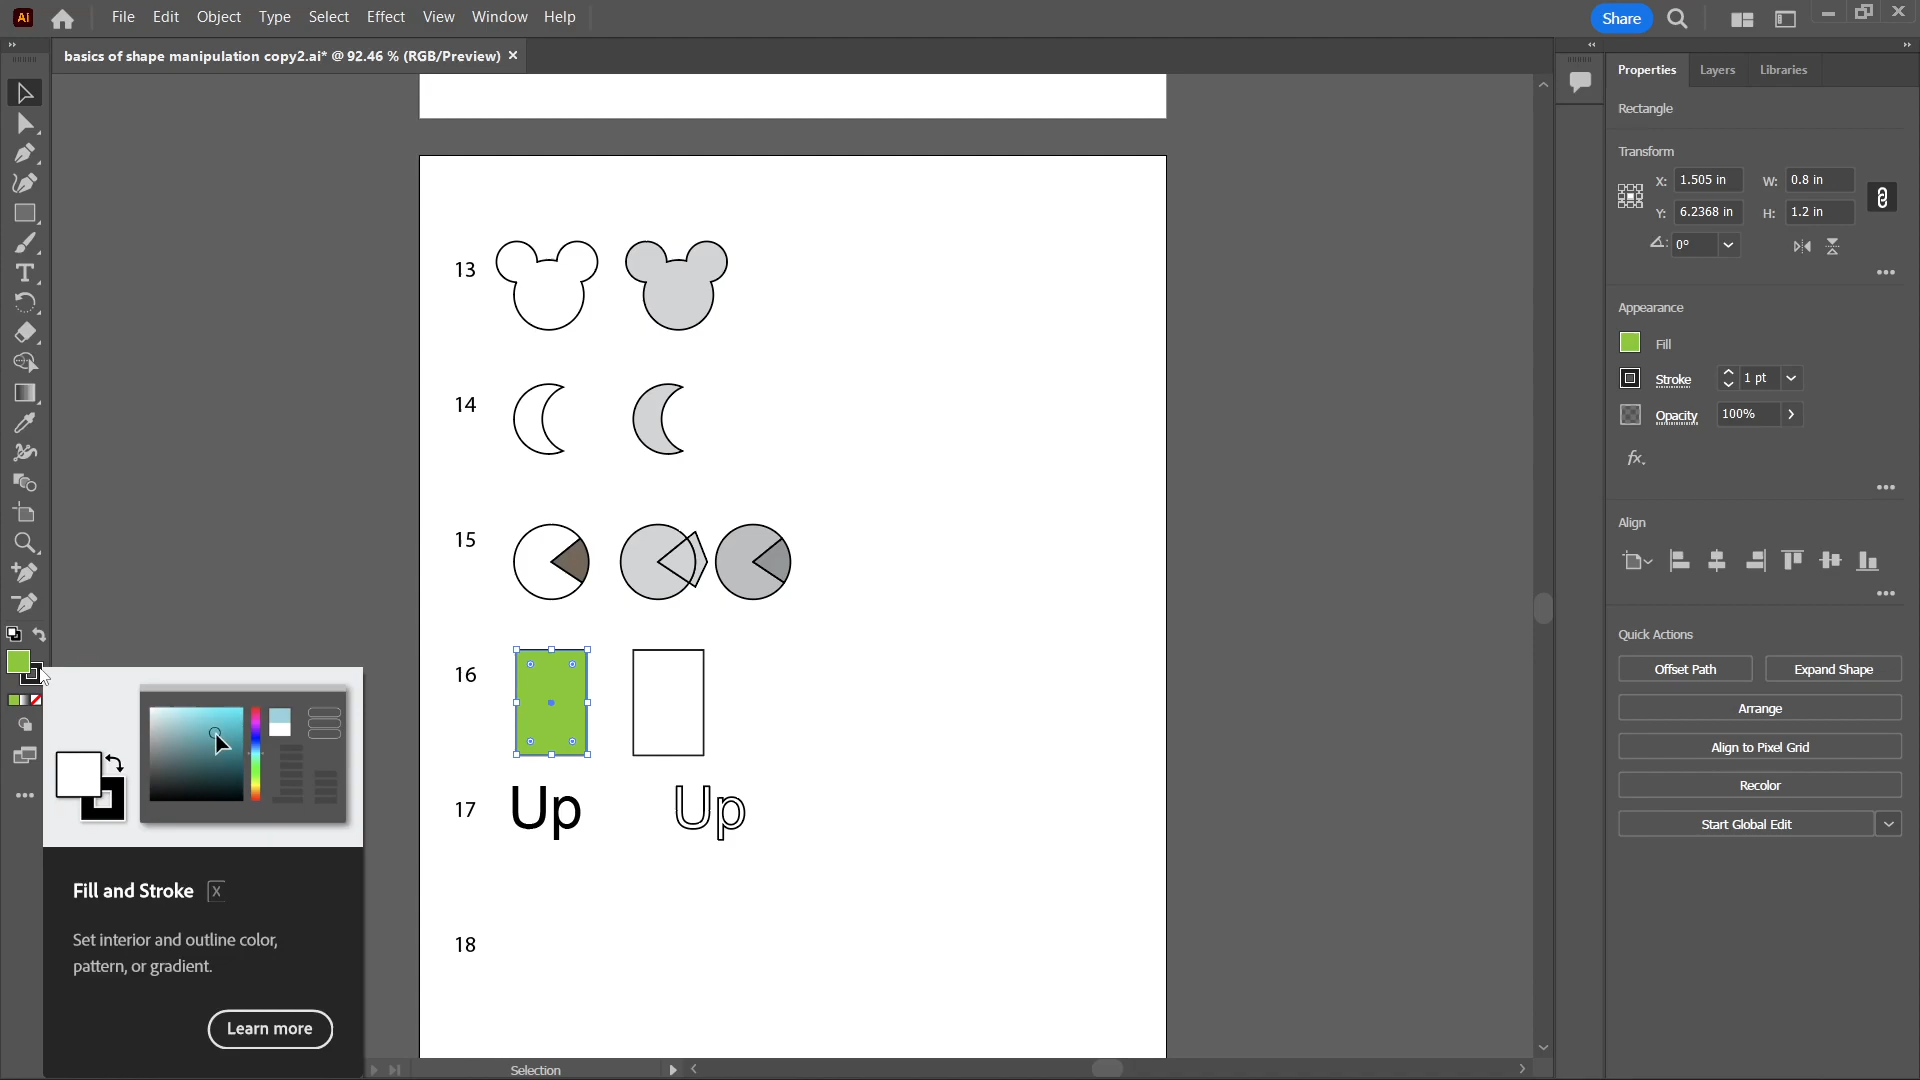 Ai
File Edit Object Type Select Effect View Window Help
Share
basics of shape manipulation copy2.ai* @ 92.46 % (RGB/Preview) ×
Properties Layers Libraries
Rectangle
Transform
X: 1.505 in W: 0.8 in
Y: 6.2368 in H: 1.2 in
0°
Appearance
Fill
Stroke 1 pt
Opacity 100%
fx.
Align
Quick Actions
Offset Path Expand Shape
Arrange
Align to Pixel Grid
Recolor
Start Global Edit
13
14
15
16
17 Up Up
18
Fill and Stroke X
Set interior and outline color,
pattern, or gradient.
Learn more
Selection